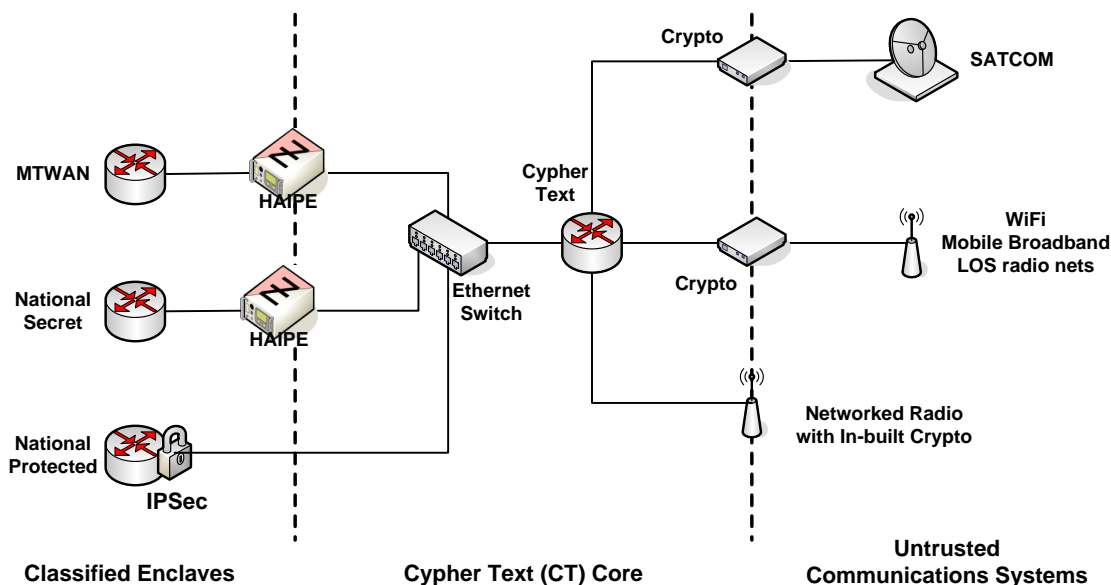 Crypto
SATCOM
MTWAN
HAIPE
Cypher
Text
WiFi
Mobile Broadband
LOS radio nets
Crypto
Ethernet
Switch
National
Secret
HAIPE
Networked Radio
with In-built Crypto
National
Protected
IPSec
Classified Enclaves
Cypher Text (CT) Core
Untrusted
Communications Systems